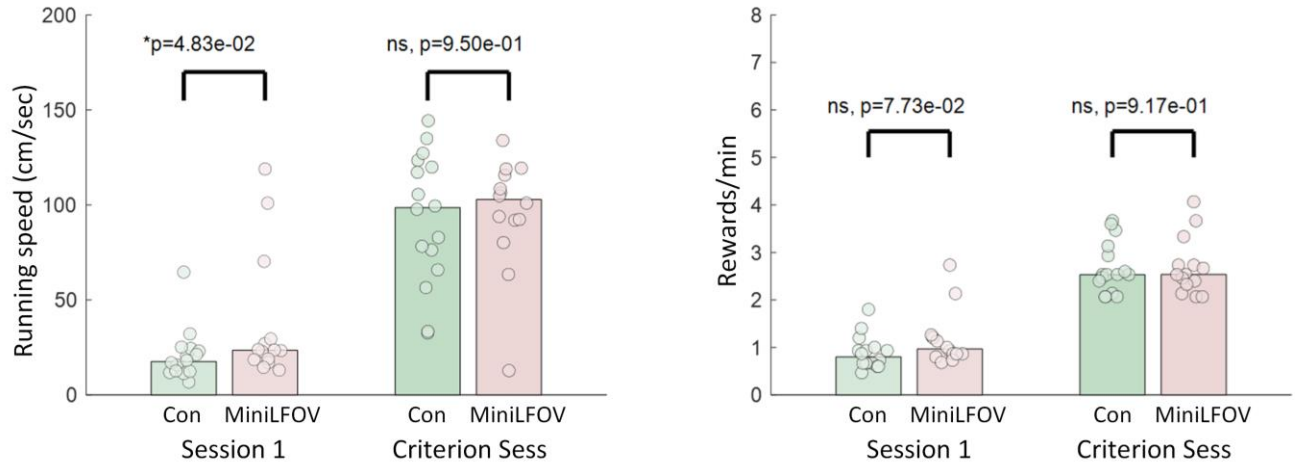 Running speed (cm/sec)
200
150
100
50
0
*p=4.83e-02
ns, p=9.50e-01
Con MiniLFOV Con MiniLFOV
Session 1 Criterion Sess
Rewards/min
8
7
6
5
4
3
2
1
0
ns, p=7.73e-02
ns, p=9.17e-01
Con MiniLFOV Con MiniLFOV
Session 1 Criterion Sess